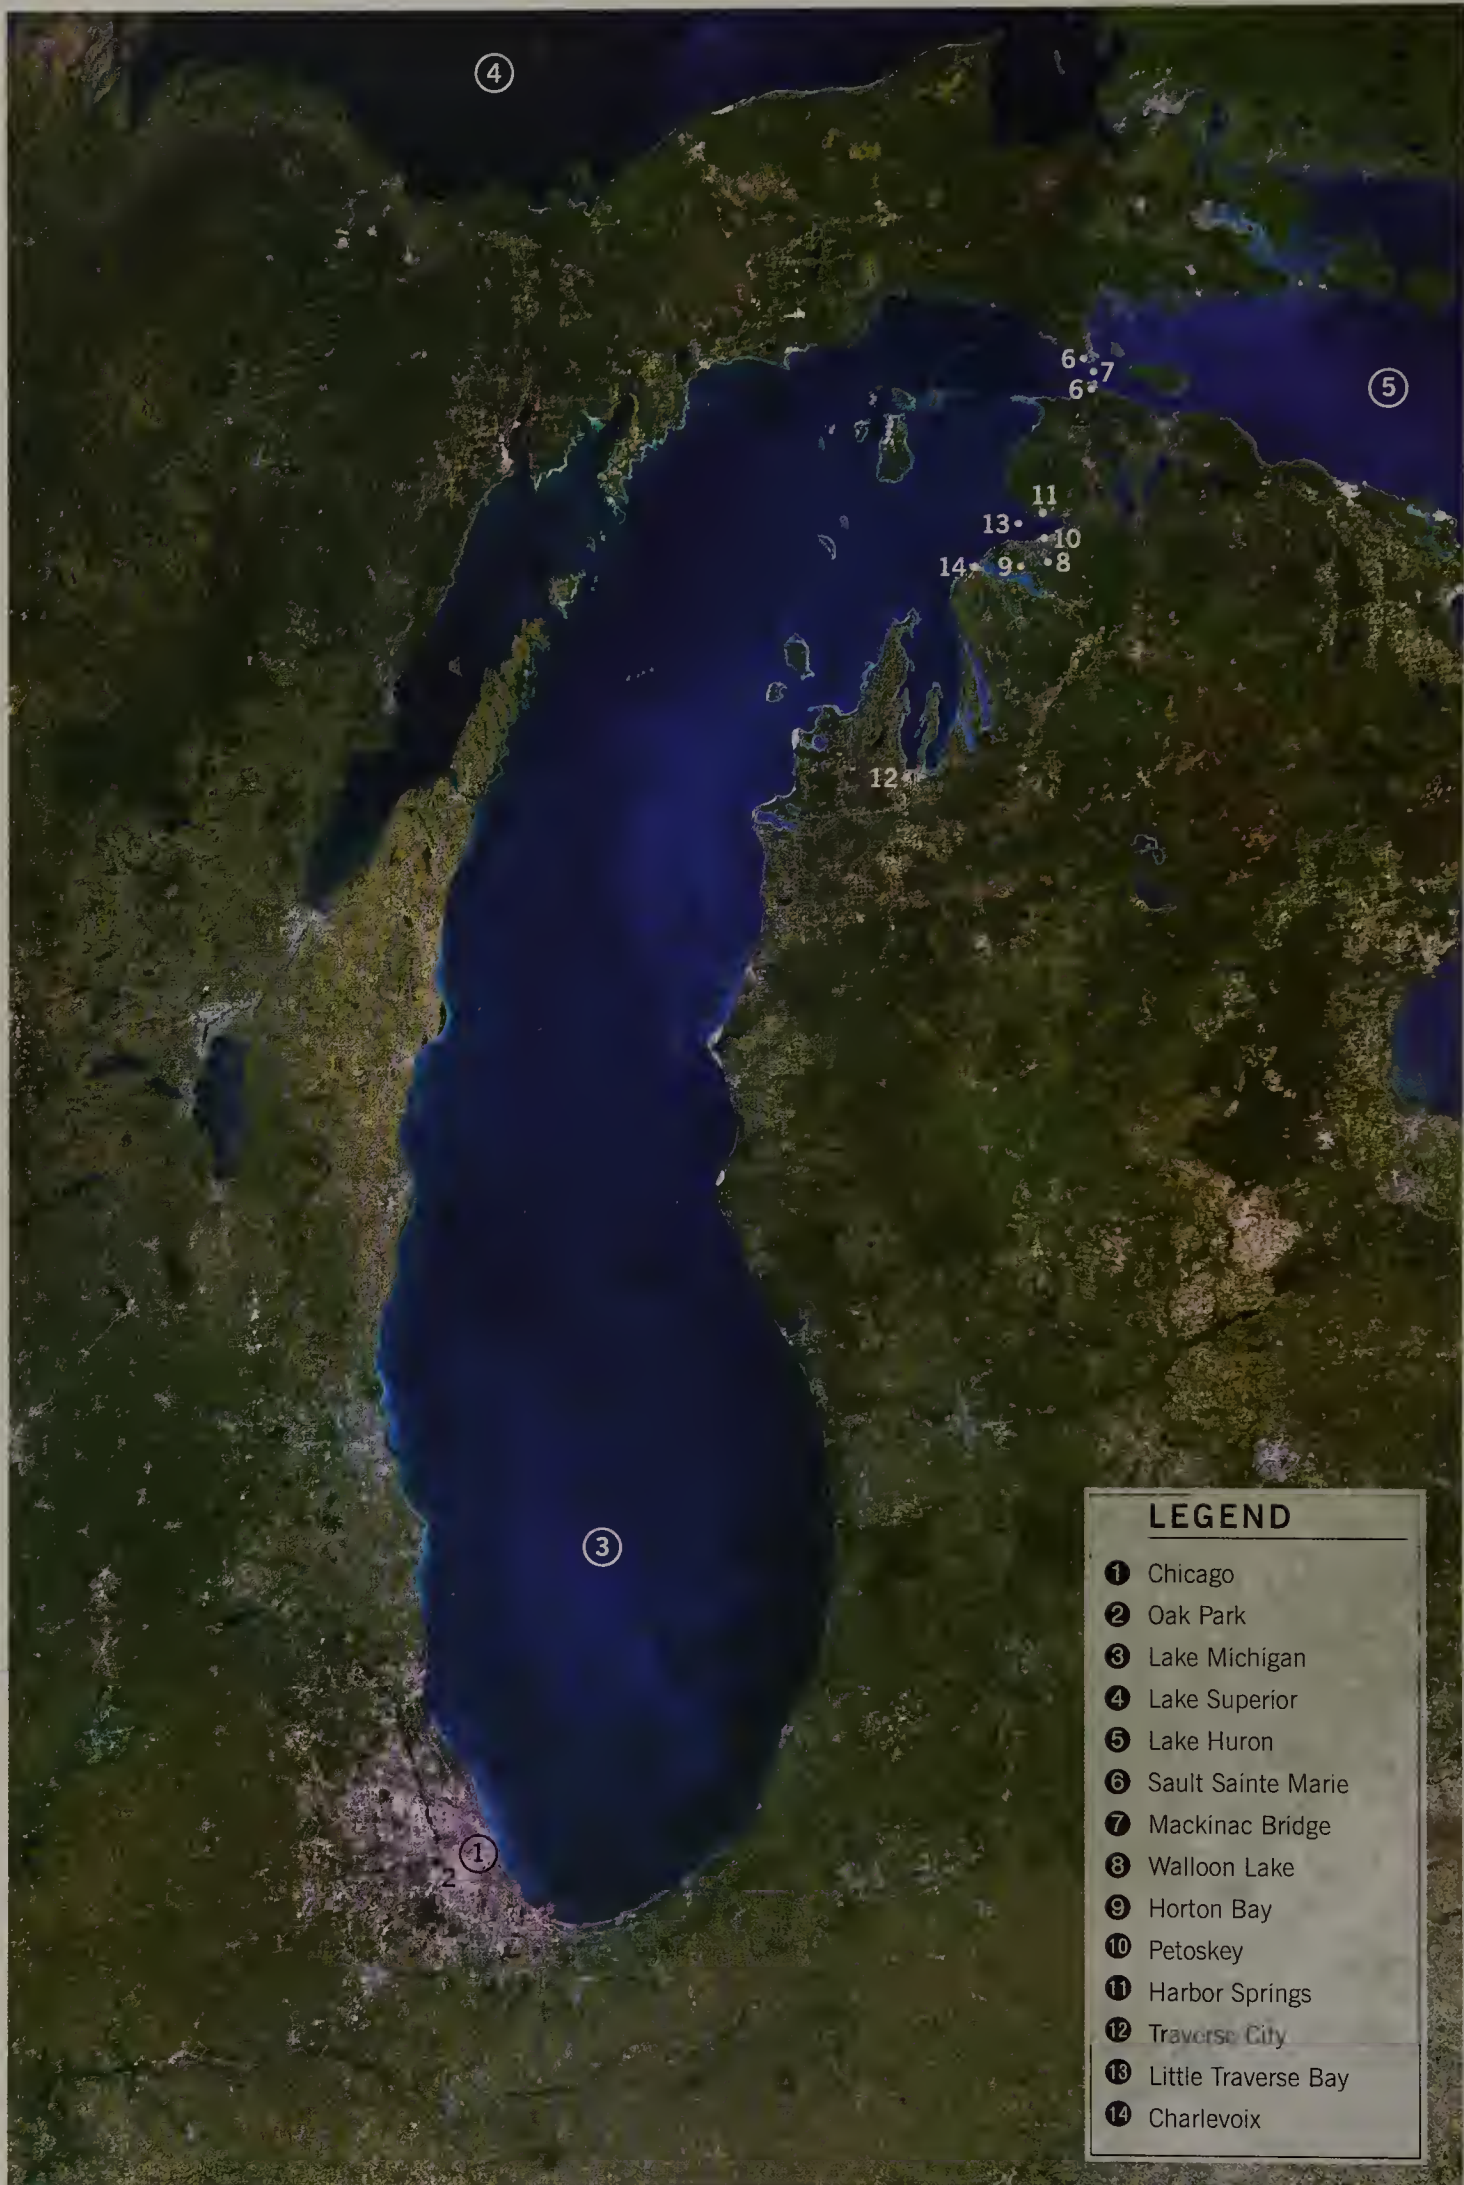 4
6
7
6
5
11
13
10
14
9
8
12
3
1
2
LEGEND
1 Chicago
2 Oak Park
3 Lake Michigan
4 Lake Superior
5 Lake Huron
6 Sault Sainte Marie
7 Mackinac Bridge
8 Walloon Lake
9 Horton Bay
10 Petoskey
11 Harbor Springs
12 Traverse City
13 Little Traverse Bay
14 Charlevoix